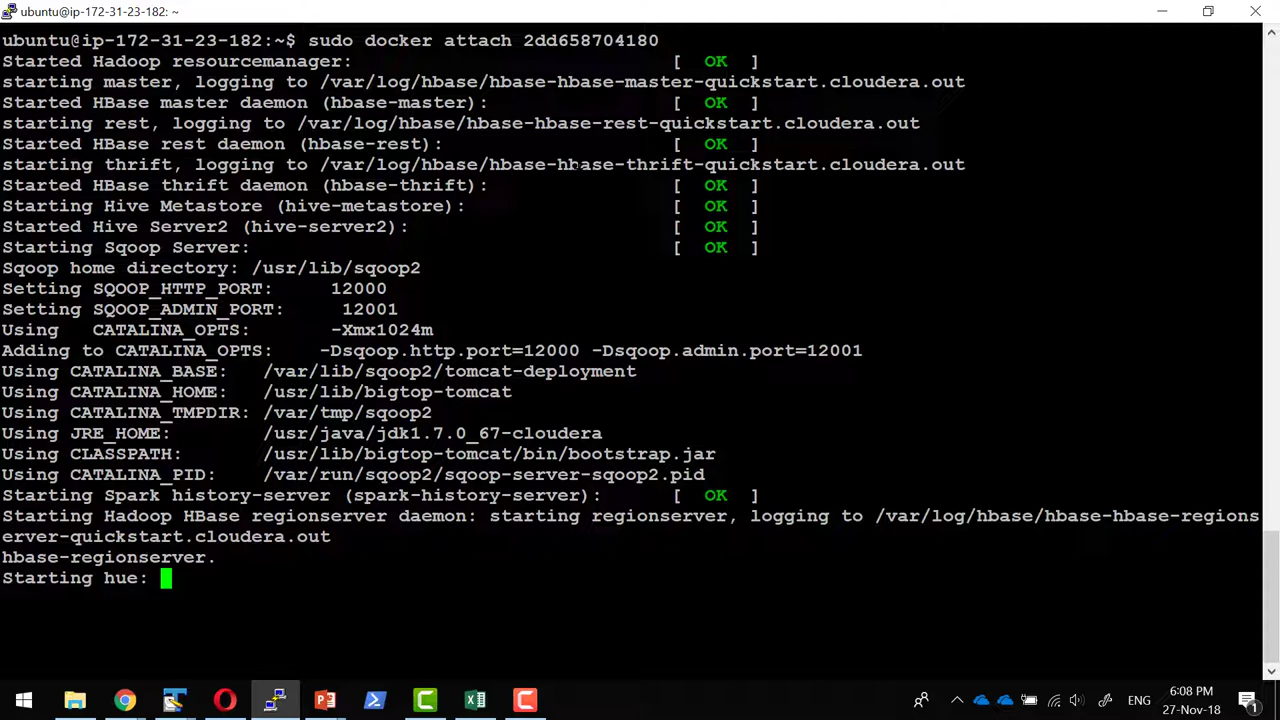 ubuntu@ip-172-31-23-182: ~
ubuntu@ip-172-31-23-182:~$ sudo docker attach 2dd658704180
Started Hadoop resourcemanager: [ OK ]
starting master, logging to /var/log/hbase/hbase-hbase-master-quickstart.cloudera.out
Started HBase master daemon (hbase-master): [ OK ]
starting rest, logging to /var/log/hbase/hbase-hbase-rest-quickstart.cloudera.out
Started HBase rest daemon (hbase-rest): [ OK ]
starting thrift, logging to /var/log/hbase/hbase-hbase-thrift-quickstart.cloudera.out
Started HBase thrift daemon (hbase-thrift): [ OK ]
Starting Hive Metastore (hive-metastore): [ OK ]
Started Hive Server2 (hive-server2): [ OK ]
Starting Sqoop Server: [ OK ]
Sqoop home directory: /usr/lib/sqoop2
Setting SQOOP_HTTP_PORT: 12000
Setting SQOOP_ADMIN_PORT: 12001
Using CATALINA_OPTS: -Xmx1024m
Adding to CATALINA_OPTS: -Dsqoop.http.port=12000 -Dsqoop.admin.port=12001
Using CATALINA_BASE: /var/lib/sqoop2/tomcat-deployment
Using CATALINA_HOME: /usr/lib/bigtop-tomcat
Using CATALINA_TMPDIR: /var/tmp/sqoop2
Using JRE_HOME: /usr/java/jdk1.7.0_67-cloudera
Using CLASSPATH: /usr/lib/bigtop-tomcat/bin/bootstrap.jar
Using CATALINA_PID: /var/run/sqoop2/sqoop-server-sqoop2.pid
Starting Spark history-server (spark-history-server): [ OK ]
Starting Hadoop HBase regionserver daemon: starting regionserver, logging to /var/log/hbase/hbase-hbase-regions
erver-quickstart.cloudera.out
hbase-regionserver.
Starting hue:
ENG
6:08 PM
27-Nov-18
1